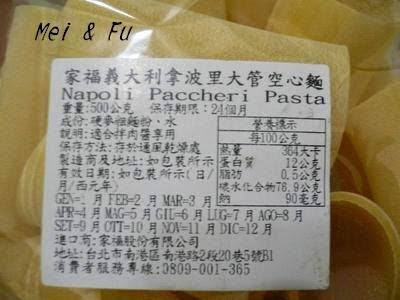 Mei & Fu
家福義大利拿波里大管空心麵
Napoli Paccheri Pasta
重量:500公克 保存期限:24個月
成份:硬麥粗麵粉、水
說明:適合拌肉醬享用
保存方法:存於通風乾燥處
製造商及地址:如包裝所示
有效日期:如包裝所示(日/月/西元年)
營養標示
每100公克
熱量 364大卡
蛋白質 12公克
脂肪 0.5公克
碳水化合物76.9公克
鈉 90毫克
GEN=1月 FEB=2月 MAR=3月
APR=4月 MAG=5月 GIU=6月 LUG=7月 AGO=8月
SET=9月 OTT=10月 NOV=11月 DIC=12月
進口商:家福股份有限公司
地址:台北市南港區南港路2段20巷5號B1
消費者服務專線:0809-001-365